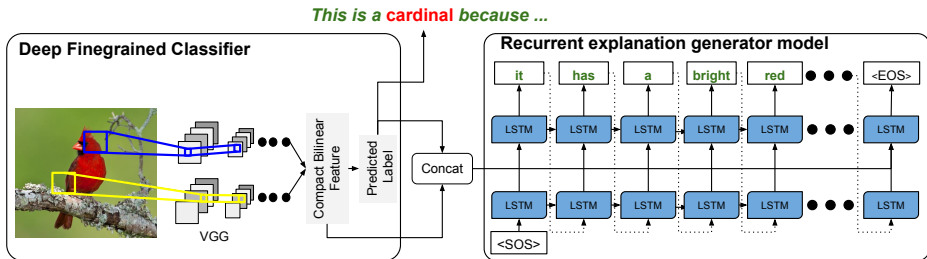 This is a cardinal because ...
Deep Finegrained Classifier
VGG
Compact Bilinear
Feature
Predicted
Label
Concat
Recurrent explanation generator model
it has a bright red <EOS>
LSTM LSTM LSTM LSTM LSTM LSTM
LSTM LSTM LSTM LSTM LSTM LSTM
<SOS>